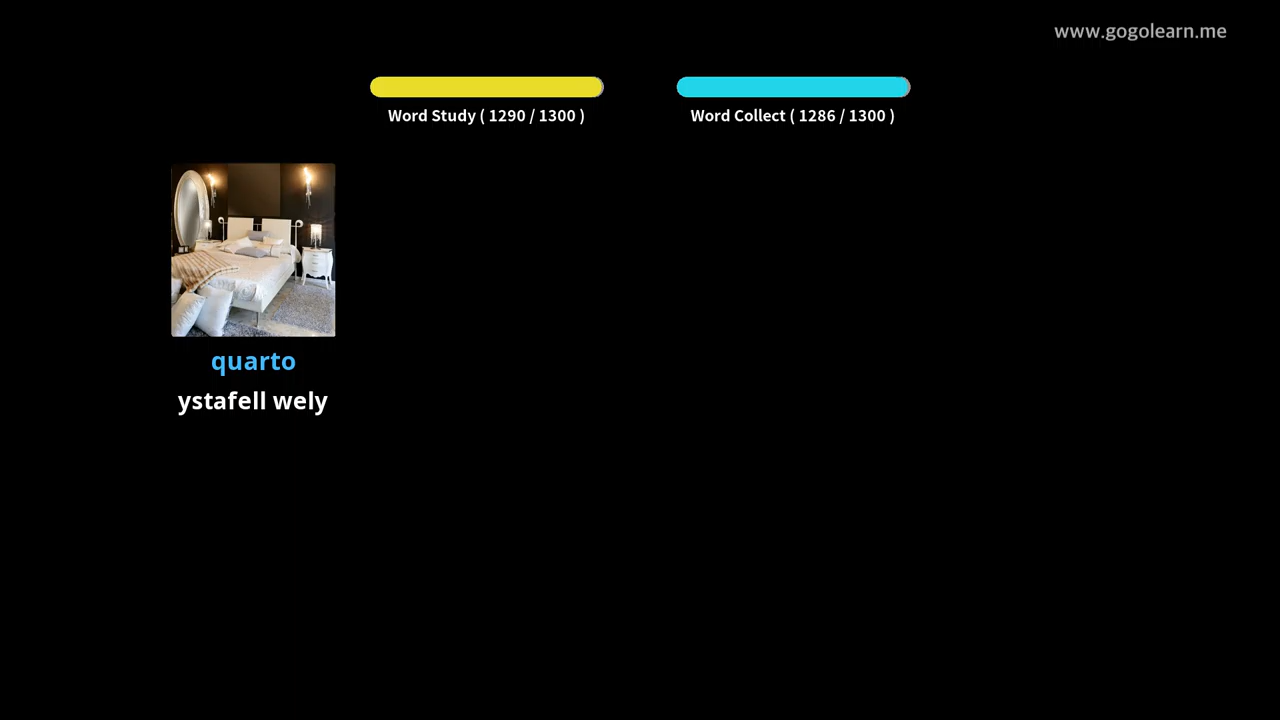 www.gogolearn.me
Word Study ( 1290 / 1300 )
Word Collect ( 1286 / 1300 )
quarto
ystafell wely